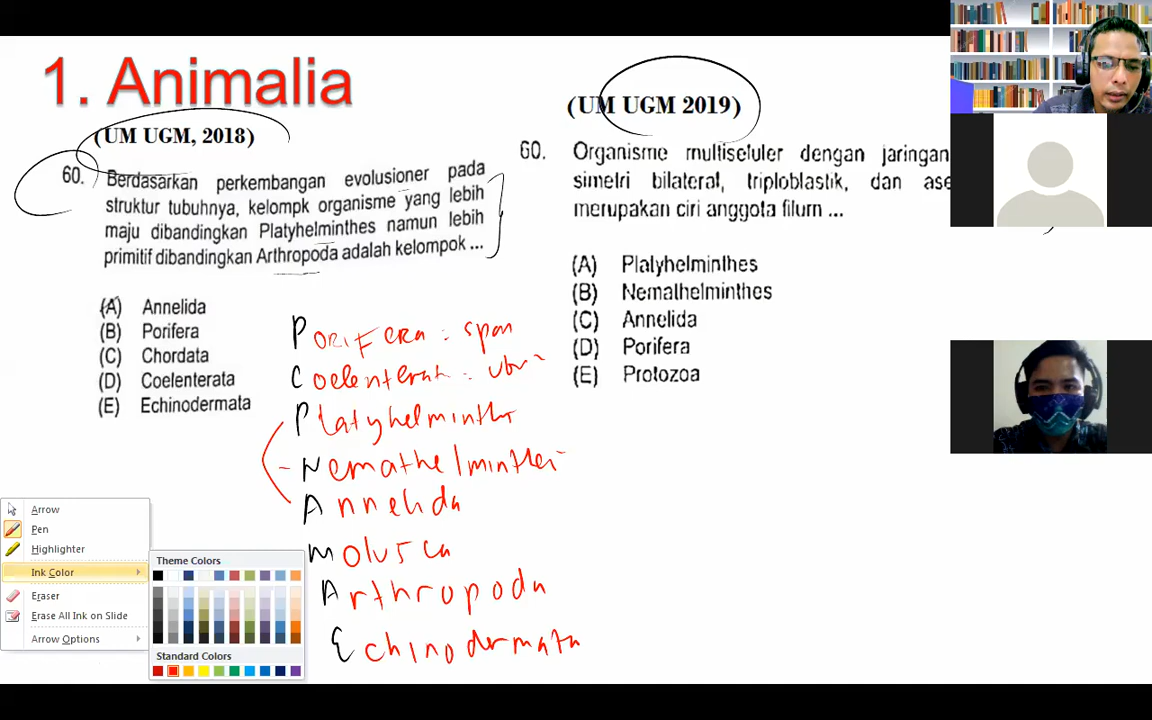 1. Animalia
(UM UGM, 2018)
60. Berdasarkan perkembangan evolusioner pada
struktur tubuhnya, kelompk organisme yang lebih
maju dibandingkan Platyhelminthes namun lebih
primitif dibandingkan Arthropoda adalah kelompok ...
(A) Annelida
(B) Porifera
(C) Chordata
(D) Coelenterata
(E) Echinodermata
Porifera : spon
Coelenterat : ubu
Platyhelminth
Nemathelminthes
Annelida
Molusca
Arthropoda
Echinodermata
(UM UGM 2019)
60. Organisme multiseluler dengan jaringan
simetri bilateral, triploblastik, dan ase
merupakan ciri anggota filum ...
(A) Platyhelminthes
(B) Nemathelminthes
(C) Annelida
(D) Porifera
(E) Protozoa
Arrow
Pen
Highlighter
Ink Color
Eraser
Erase All Ink on Slide
Arrow Options
Theme Colors
Standard Colors